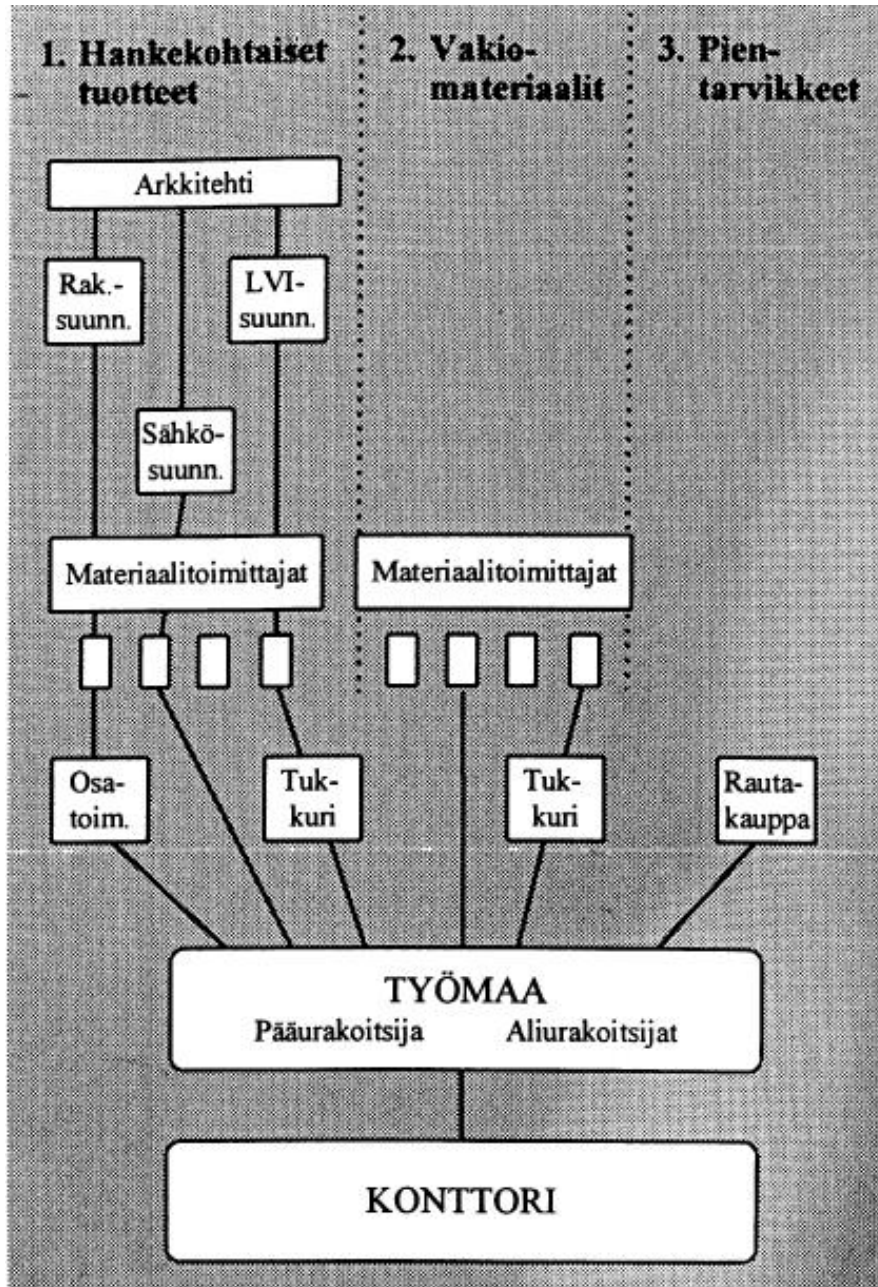 1. Hankekohtaiset
tuotteet
2. Vakio-
materiaalit
3. Pien-
tarvikkeet
Arkkitehti
Rak.-
suunn.
LVI-
suunn.
Sähkö-
suunn.
Materiaalitoimittajat
Materiaalitoimittajat
Osa-
toim.
Tuk-
kuri
Tuk-
kuri
Rauta-
kauppa
TYÖMAA
Pääurakoitsija Aliurakoitsijat
KONTTORI